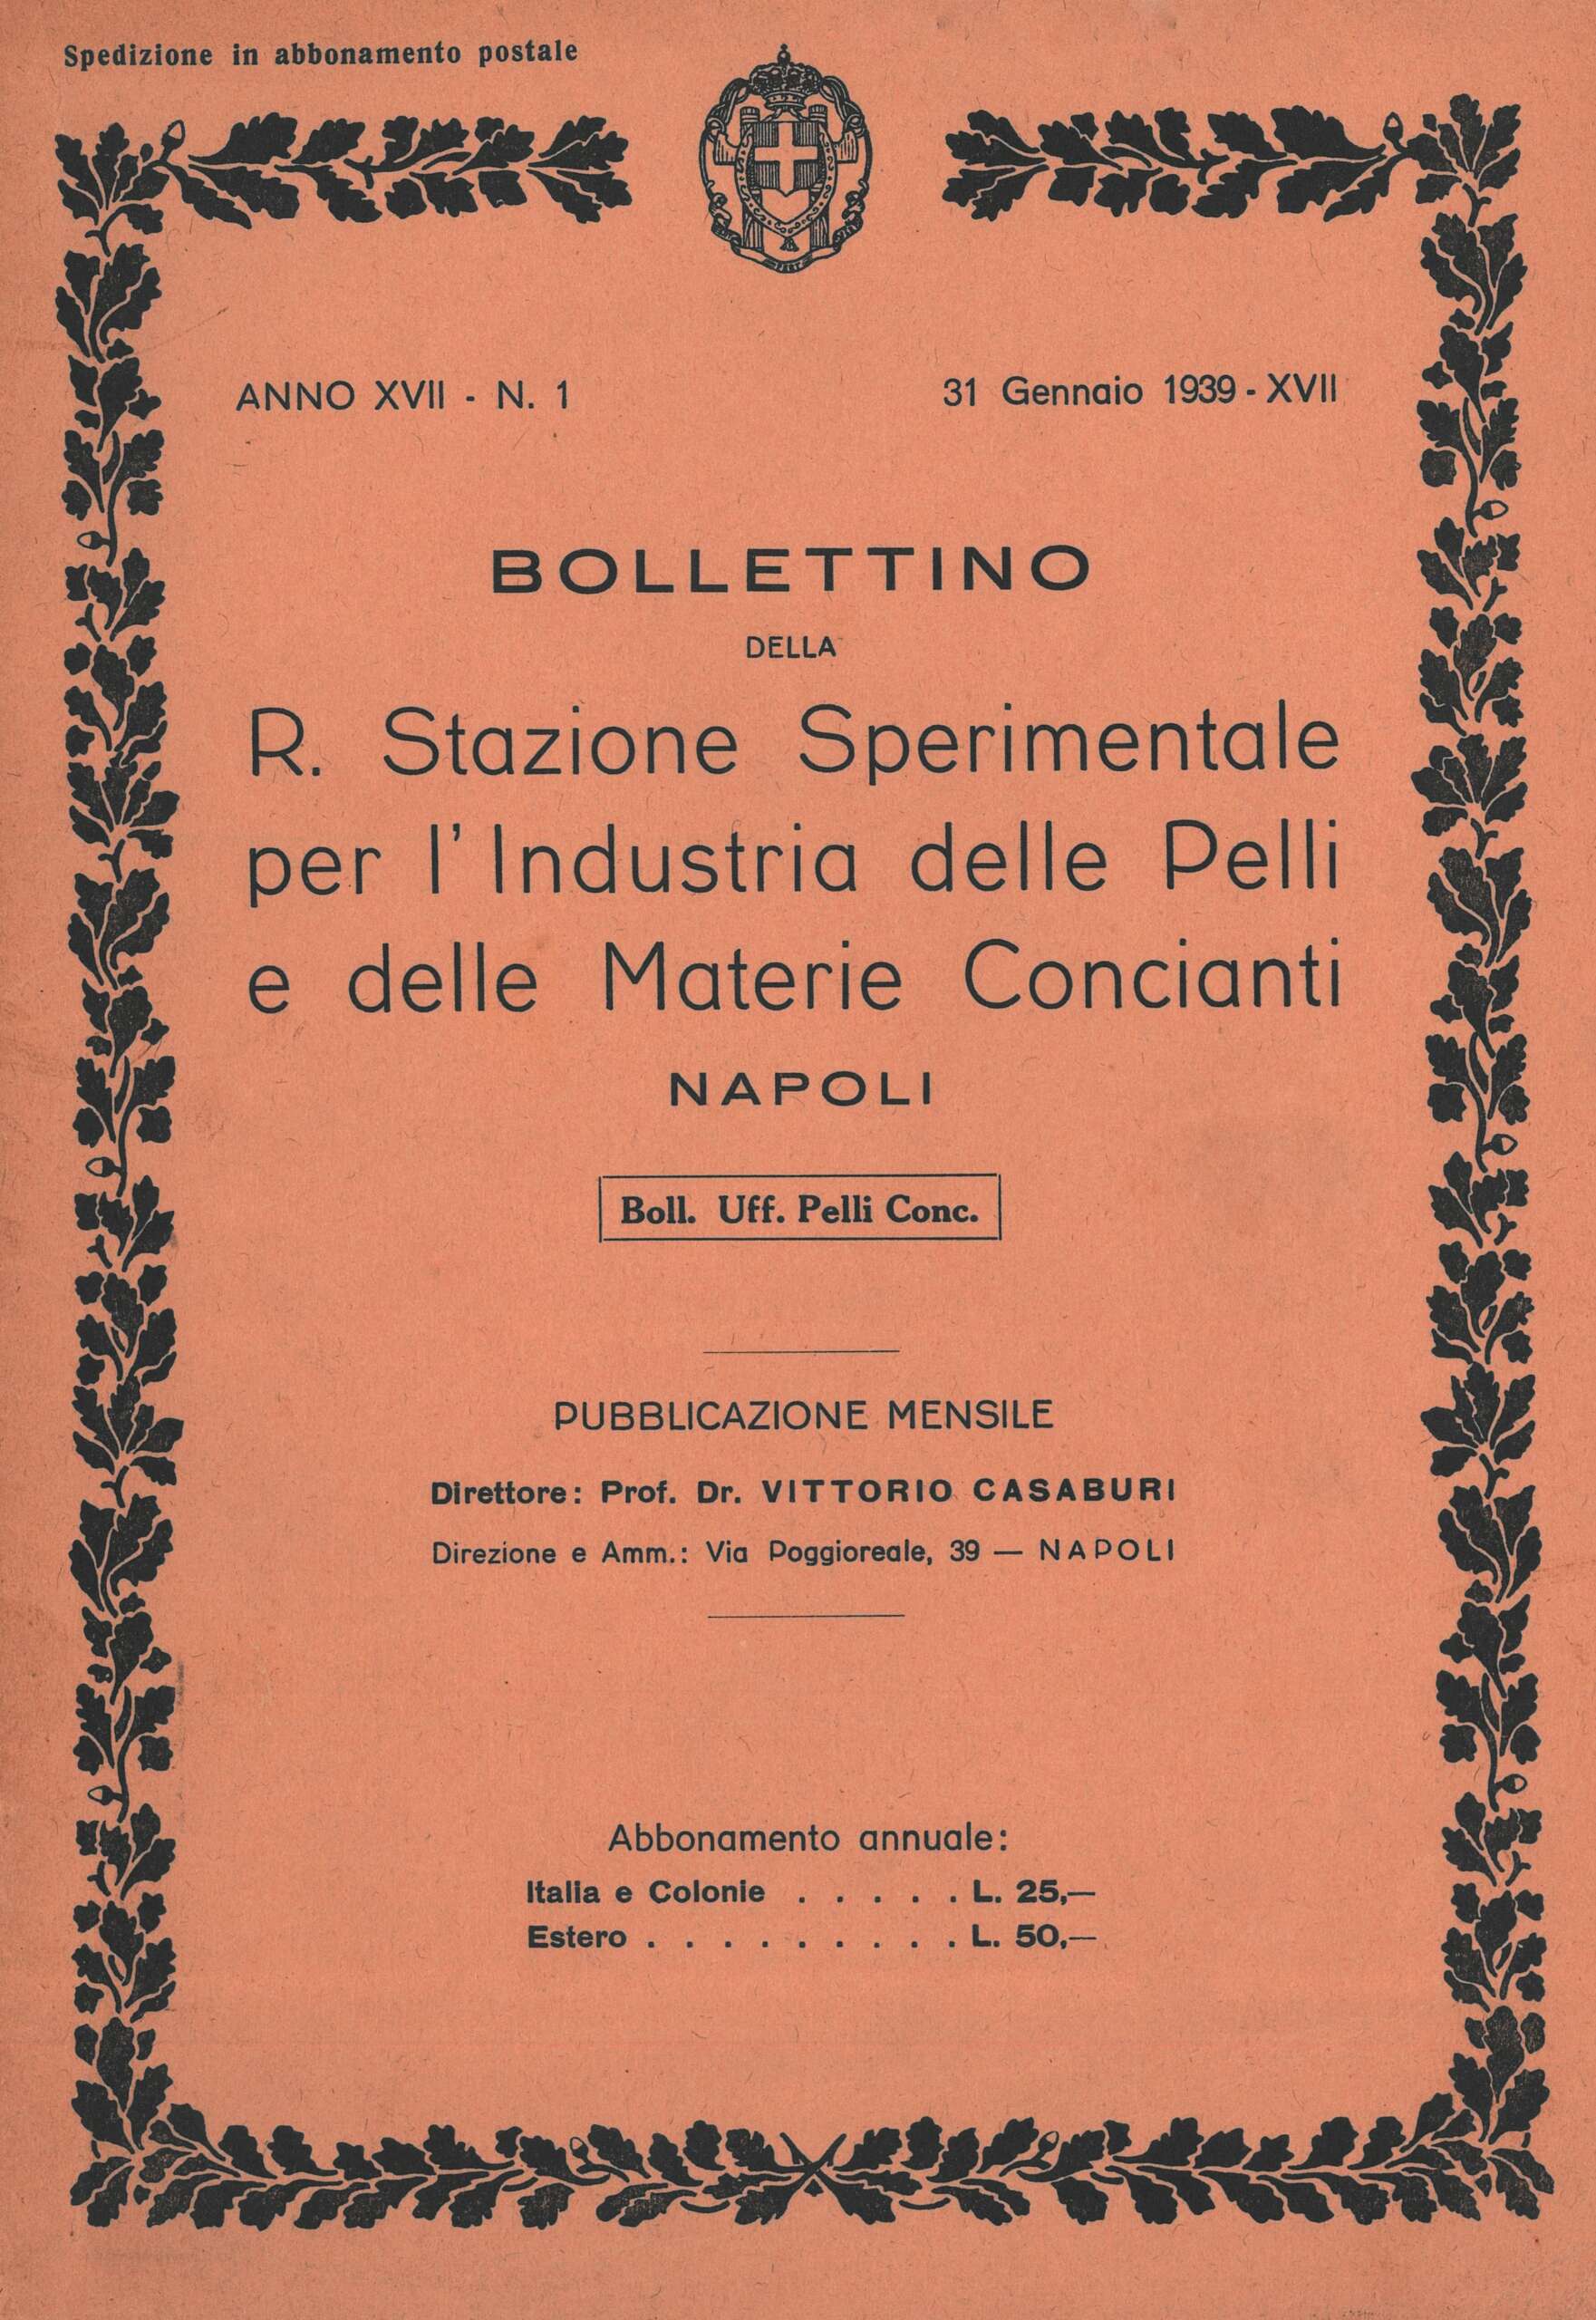 Spedizione in abbonamento postale
ANNO XVII - N. 1
31 Gennaio 1939 - XVII
BOLLETTINO
DELLA
R. Stazione Sperimentale
per l' Industria delle Pelli
e delle Materie Concianti
NAPOLI
Boll. Uff. Pelli Conc.
PUBBLICAZIONE MENSILE
Direttore: Prof. Dr. VITTORIO CASABURI
Direzione e Amm.: Via Poggioreale, 39 — NAPOLI
Abbonamento annuale:
Italia e Colonie . . . . . L. 25,—
Estero . . . . . . . . . L. 50,—